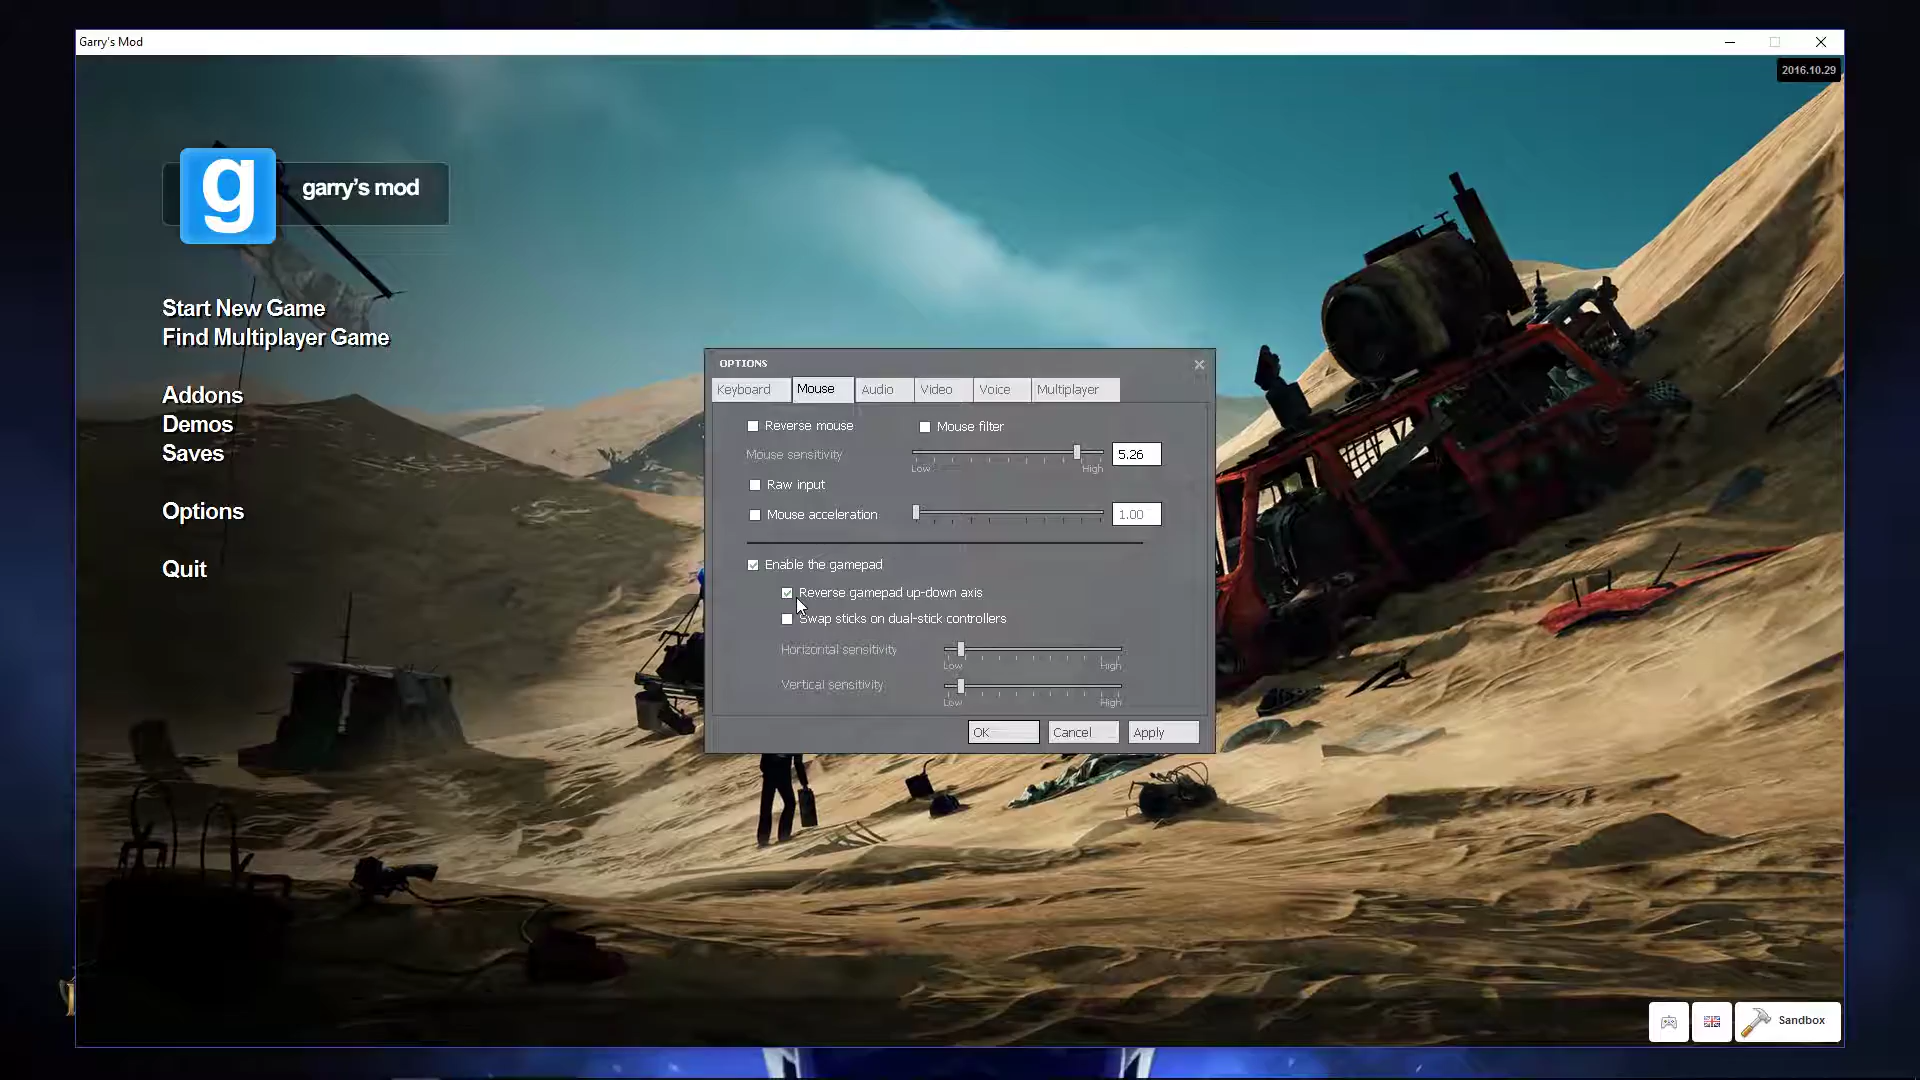 Garry's Mod
2016.10.29
g
garry's mod
Start New Game
Find Multiplayer Game
Addons
Demos
Saves
Options
Quit
OPTIONS
Keyboard Mouse Audio Video Voice Multiplayer
Reverse mouse Mouse filter
Mouse sensitivity 5.26
Low High
Raw input
Mouse acceleration 1.00
Enable the gamepad
Reverse gamepad up-down axis
Swap sticks on dual-stick controllers
Horizontal sensitivity
Low High
Vertical sensitivity
Low High
OK Cancel Apply
Sandbox